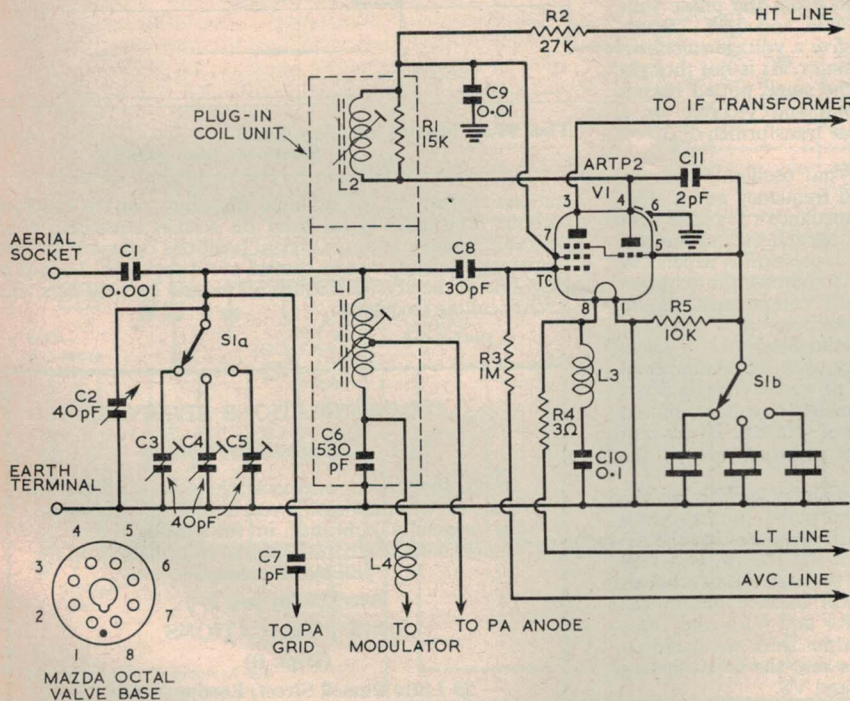 R2
27K
HT LINE
TO IF TRANSFORMER
PLUG-IN
COIL UNIT
C9
0·01
R1
15K
L2
ARTP2
V1
C11
2pF
3
4
6
7
5
TC
8
1
AERIAL
SOCKET
C1
0·001
C8
30pF
L1
S1a
R3
1M
R5
10K
L3
S1b
C2
40pF
C3
C4
C5
40pF
C6
530
pF
R4
3Ω
C10
0·1
EARTH
TERMINAL
C7
1pF
L4
LT LINE
AVC LINE
TO PA
GRID
TO
MODULATOR
TO PA ANODE
4
5
3
6
2
7
1
8
MAZDA OCTAL
VALVE BASE